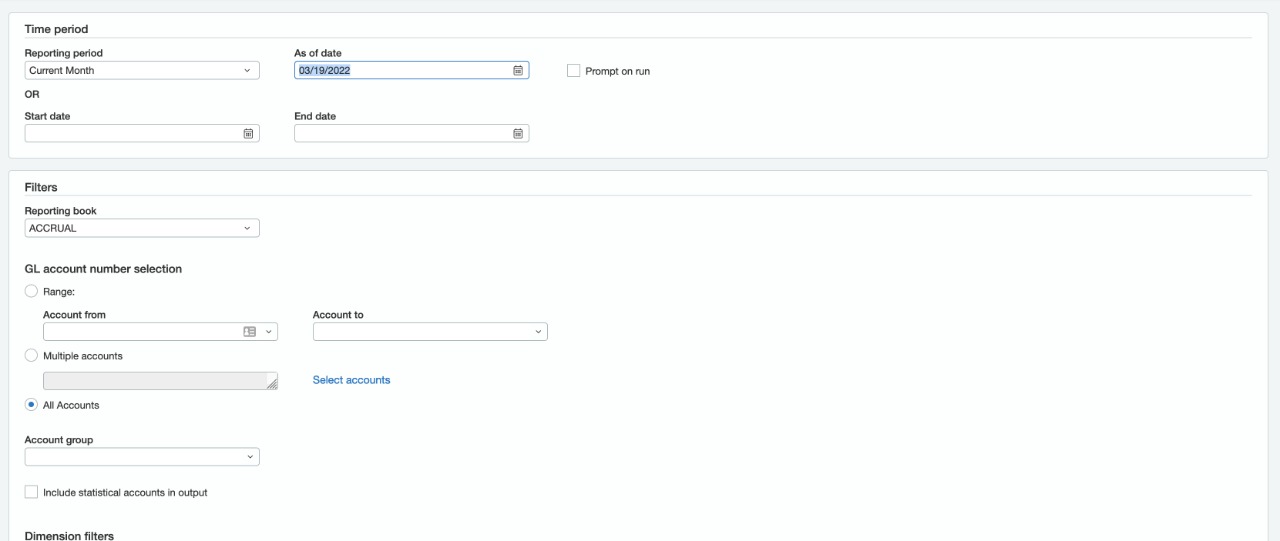 Time period
Reporting period As of date
Current Month 03/19/2022 Prompt on run
OR
Start date End date
Filters
Reporting book
ACCRUAL
GL account number selection
Range:
Account from Account to
Multiple accounts
Select accounts
All Accounts
Account group
Include statistical accounts in output
Dimension filters